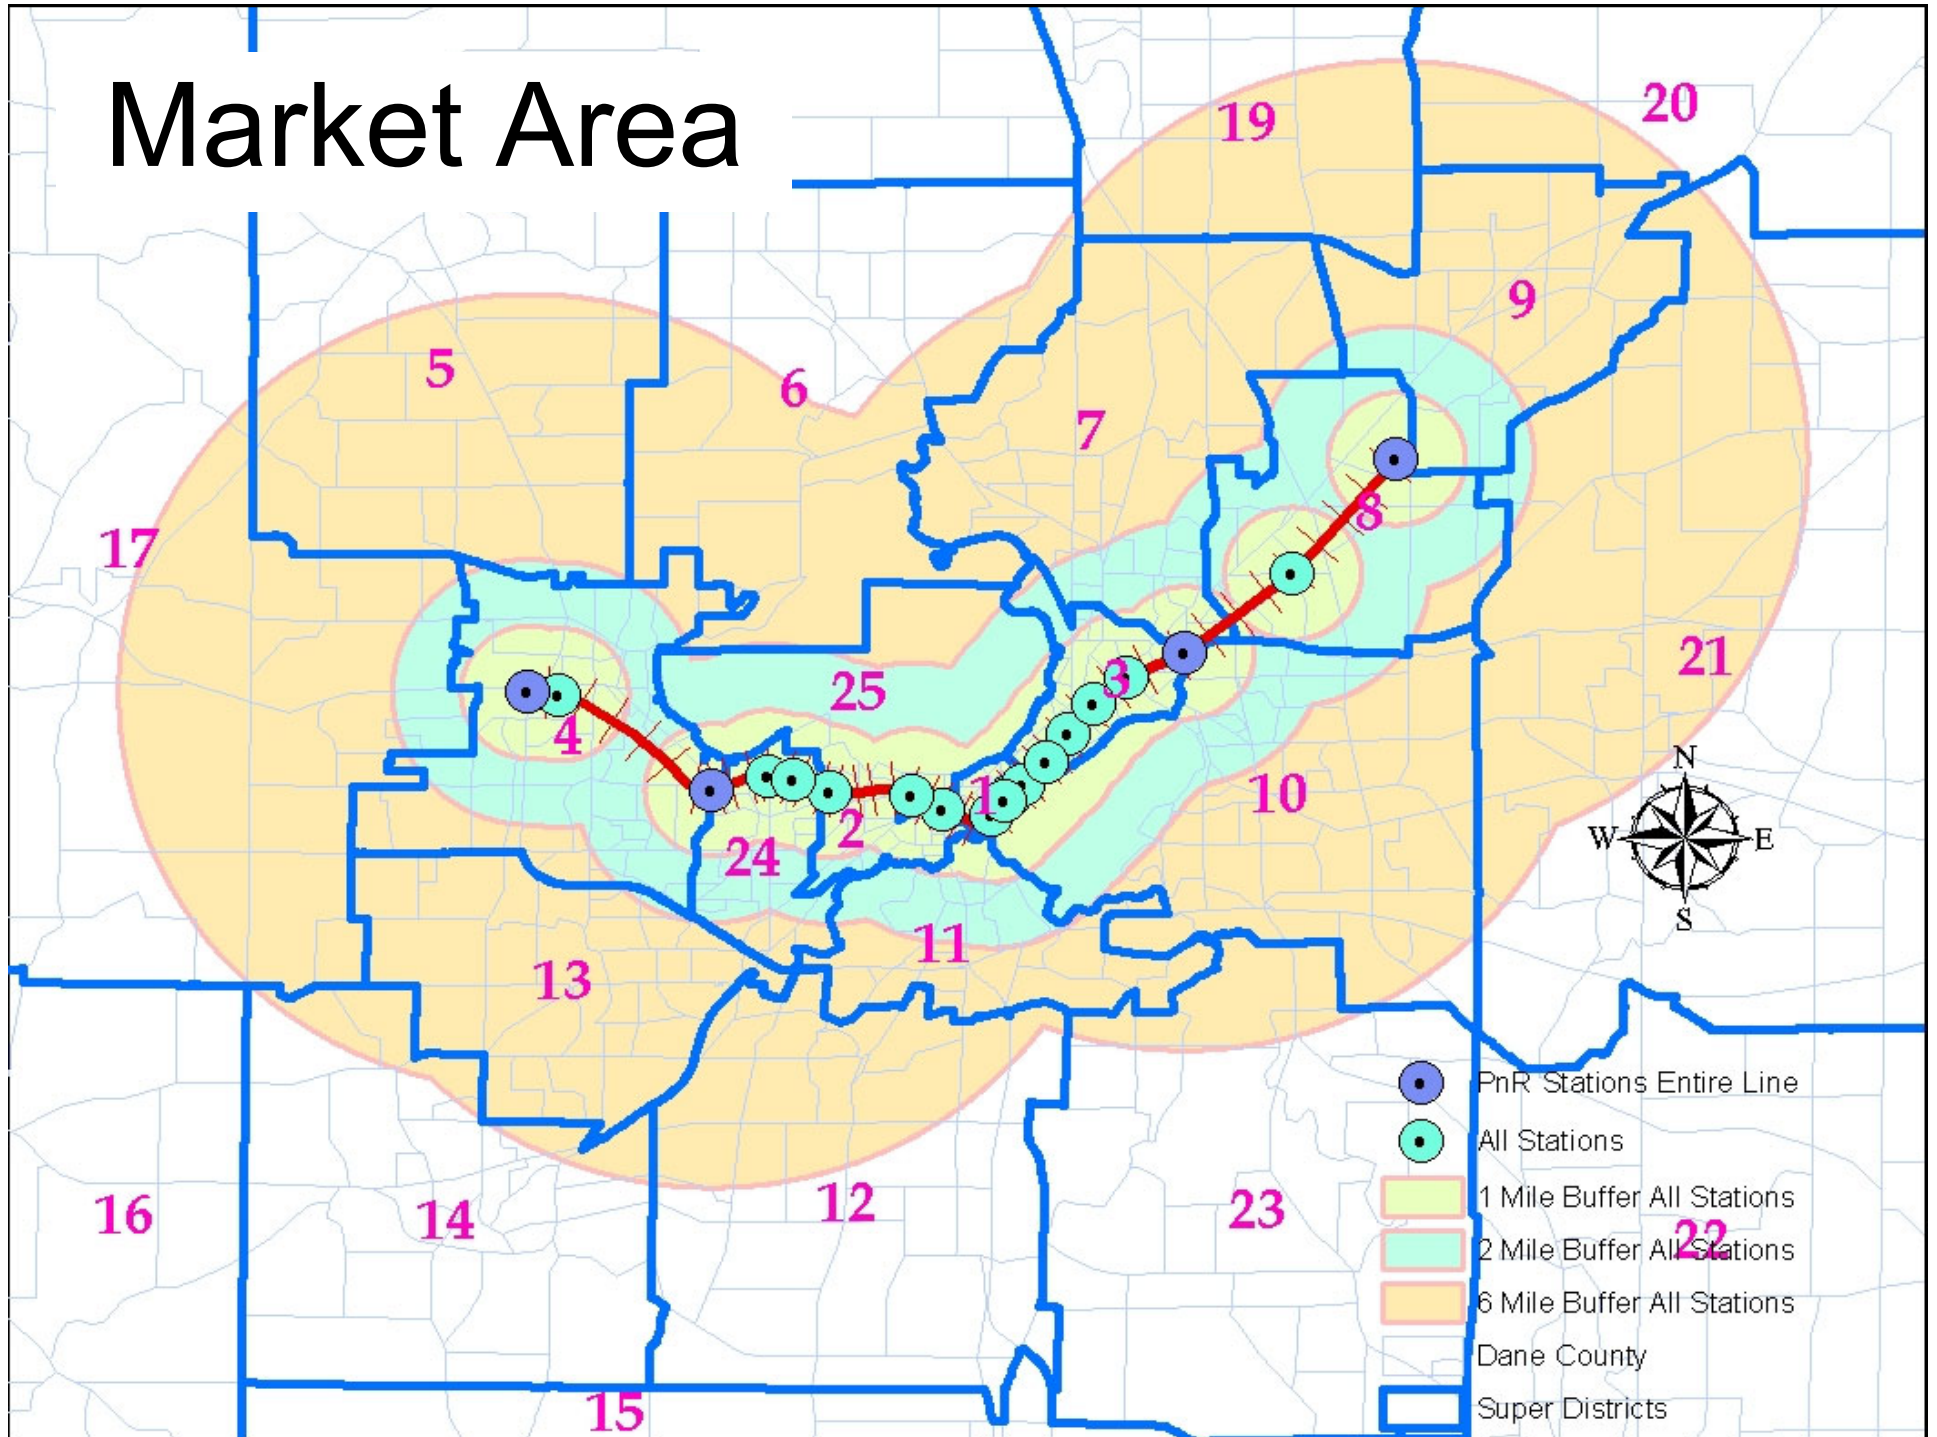 Market Area
19
20
9
5
6
7
17
8
21
3
25
4
N
1
10
2
W E
24
S
11
13
PnR Stations Entire Line
All Stations
1 Mile Buffer All Stations
16
14
12
23
22
2 Mile Buffer All Stations
6 Mile Buffer All Stations
Dane County
15
Super Districts